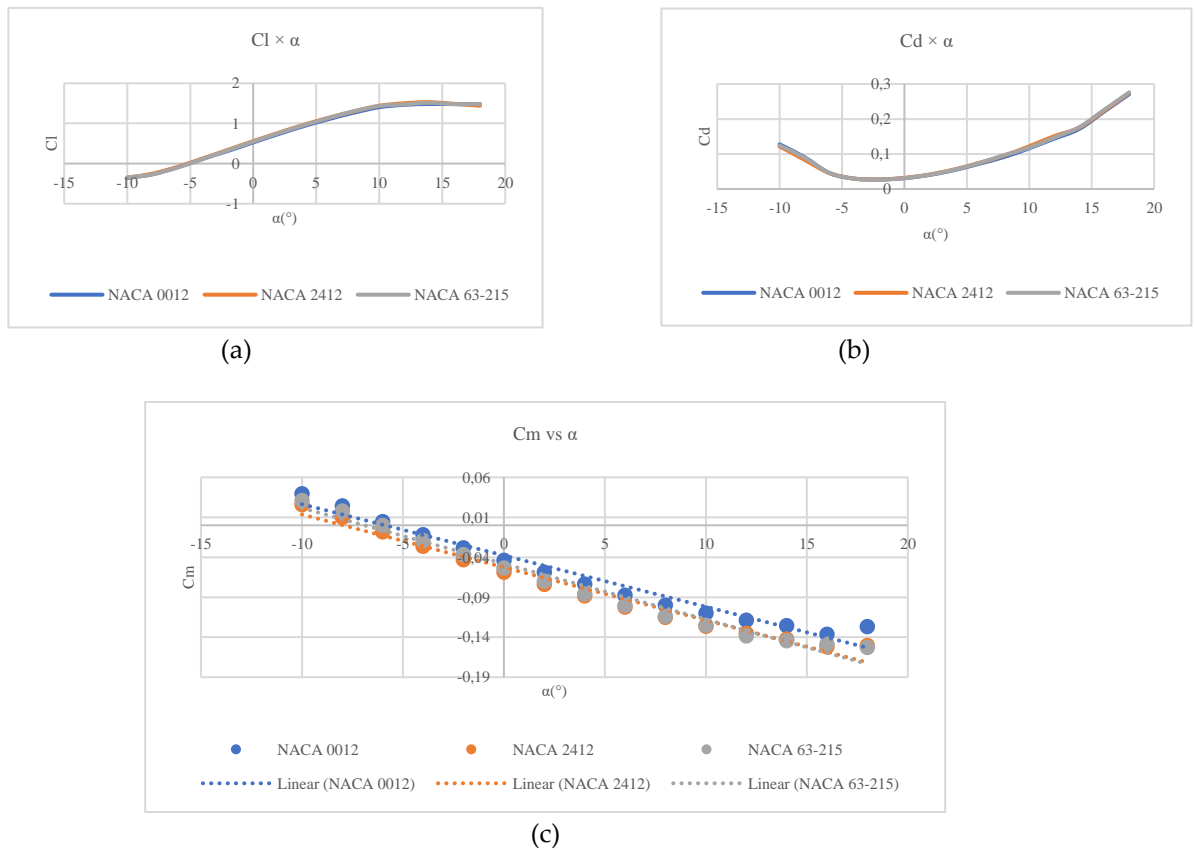 Cl × α
2
1
0
-1
-15 -10 -5 0 5 10 15 20
Cl
α(°)
NACA 0012 NACA 2412 NACA 63-215
(a)
Cd × α
0,3
0,2
0,1
0
-15 -10 -5 0 5 10 15 20
Cd
α(°)
NACA 0012 NACA 2412 NACA 63-215
(b)
Cm vs α
0,06
0,01
-0,04
-0,09
-0,14
-0,19
-15 -10 -5 0 5 10 15 20
Cm
α(°)
NACA 0012 NACA 2412 NACA 63-215
Linear (NACA 0012) Linear (NACA 2412) Linear (NACA 63-215)
(c)